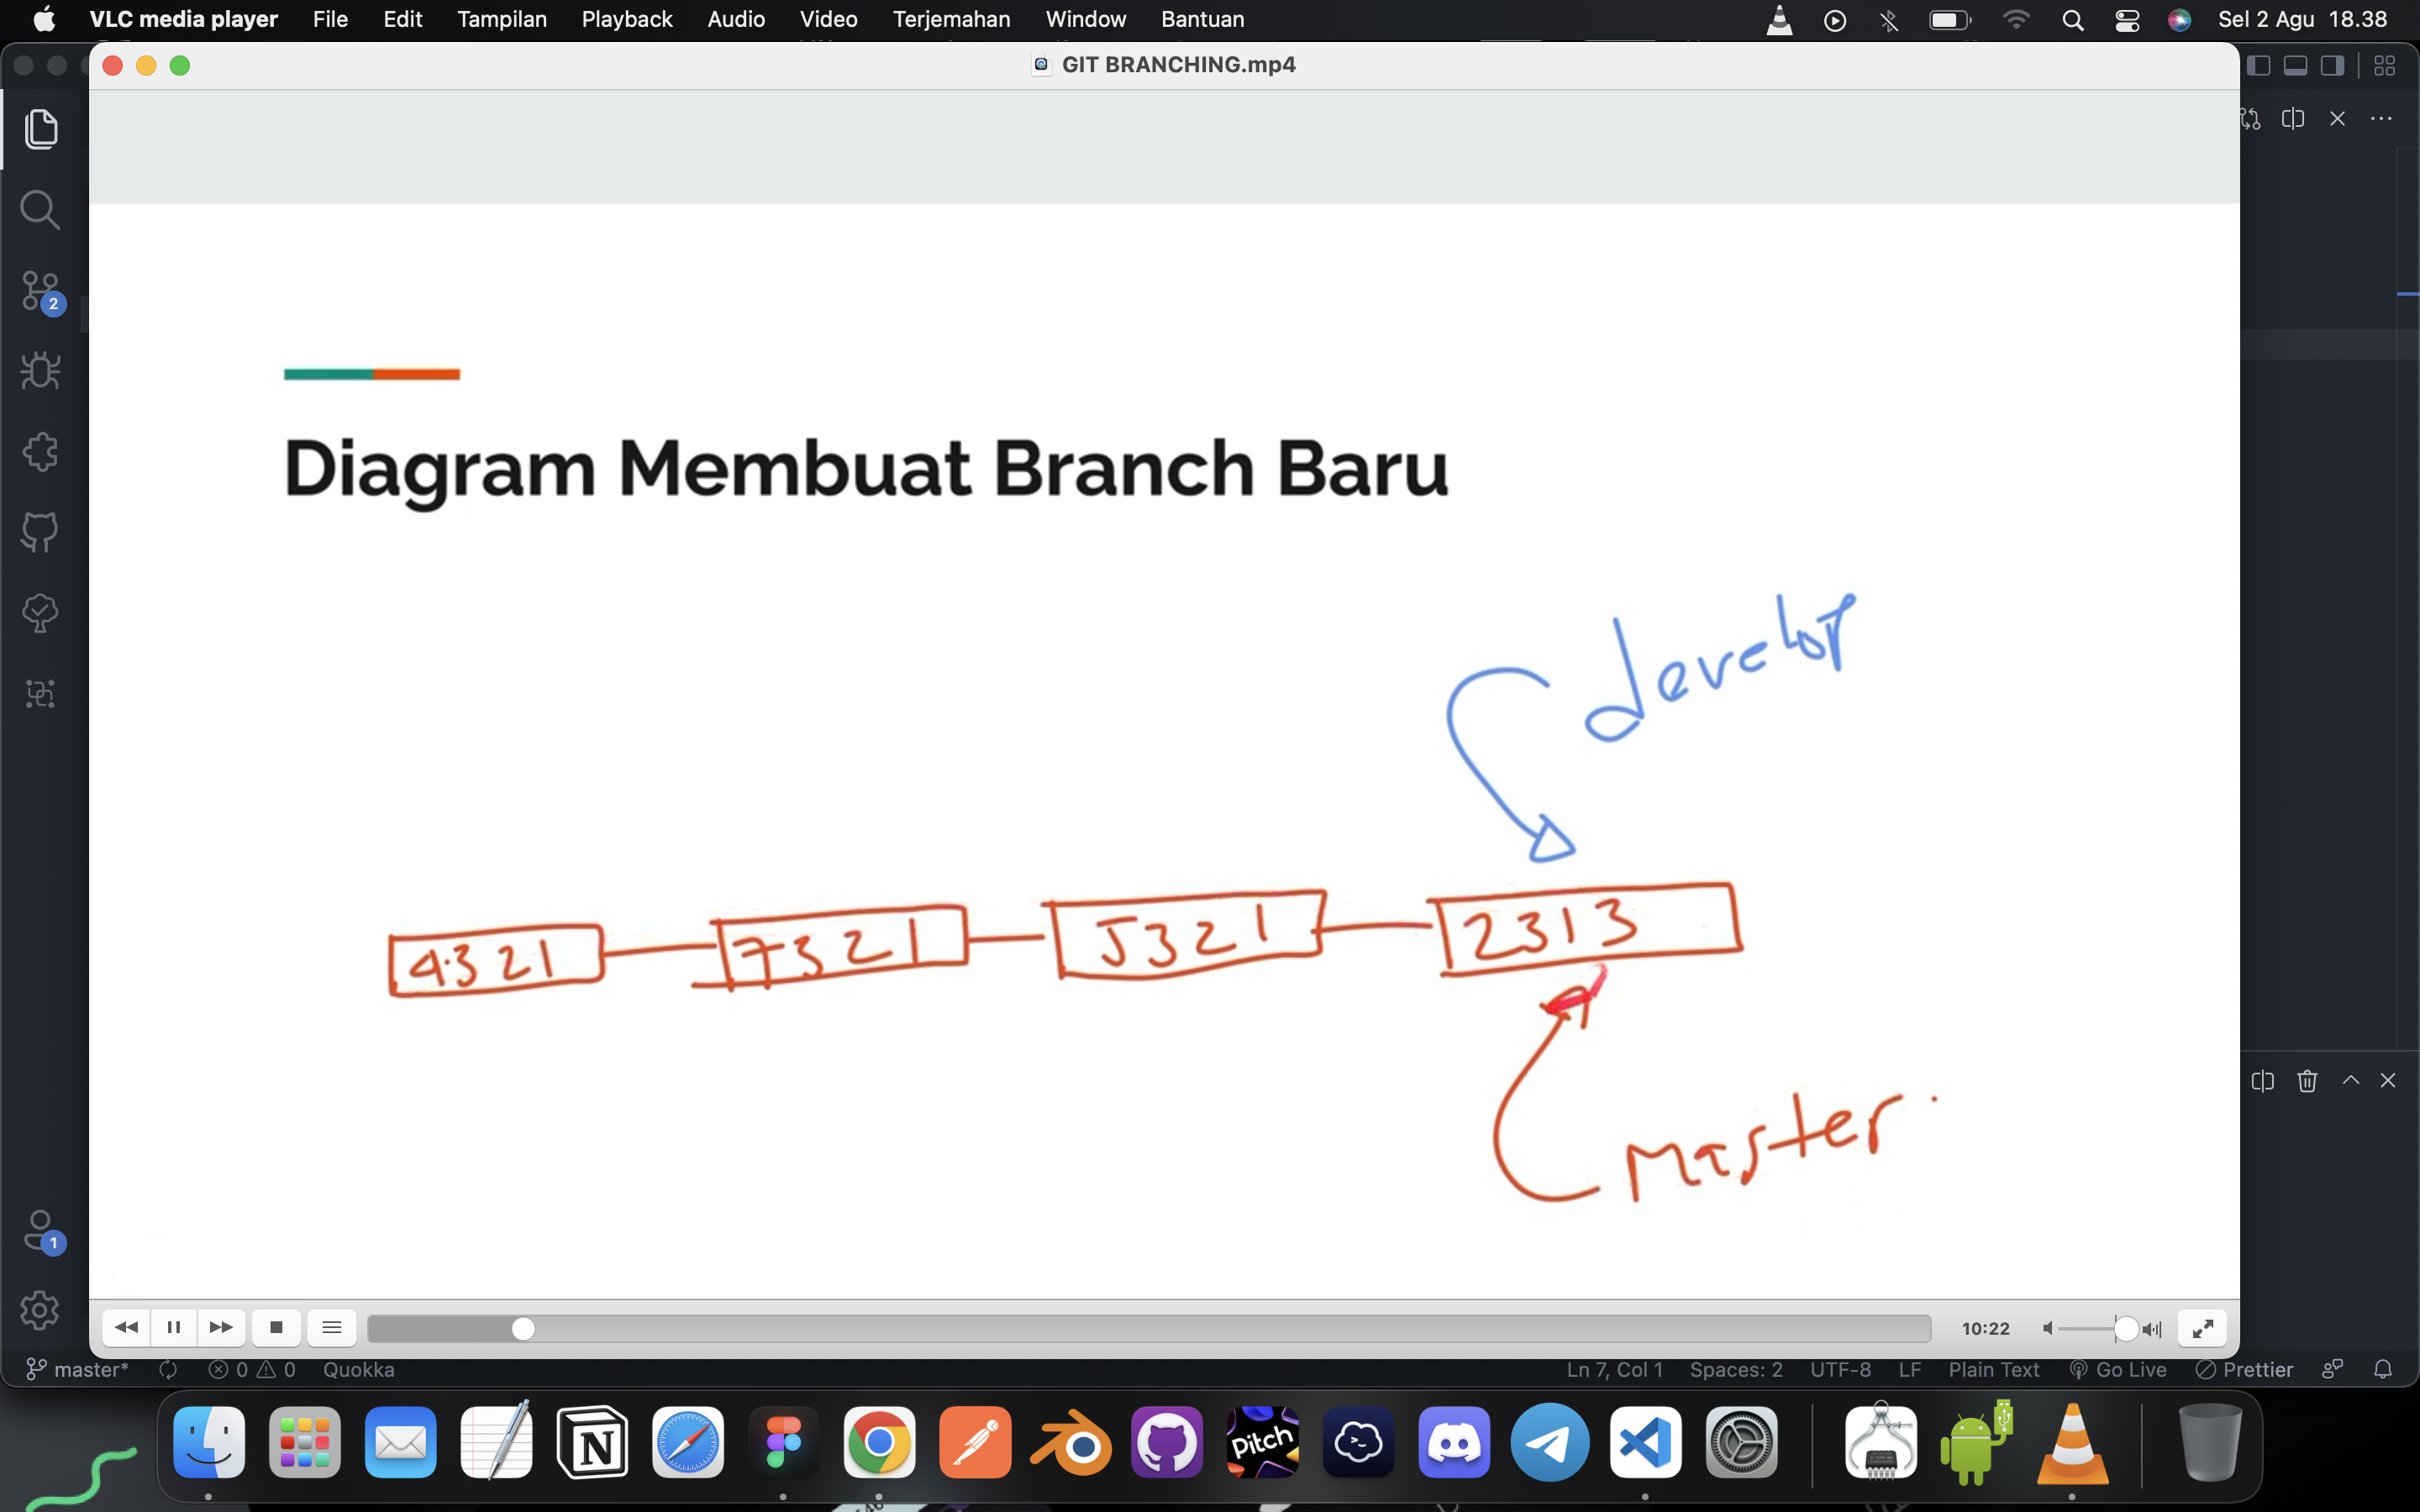 VLC media player File Edit Tampilan Playback Audio Video Terjemahan Window Bantuan Sel 2 Agu 18.38
GIT BRANCHING.mp4
2
Diagram Membuat Branch Baru
develop
4321 7321 5321 2313
Master
1
10:22
master* 0 0 Quokka Ln 7, Col 1 Spaces: 2 UTF-8 LF Plain Text Go Live Prettier
Pitch